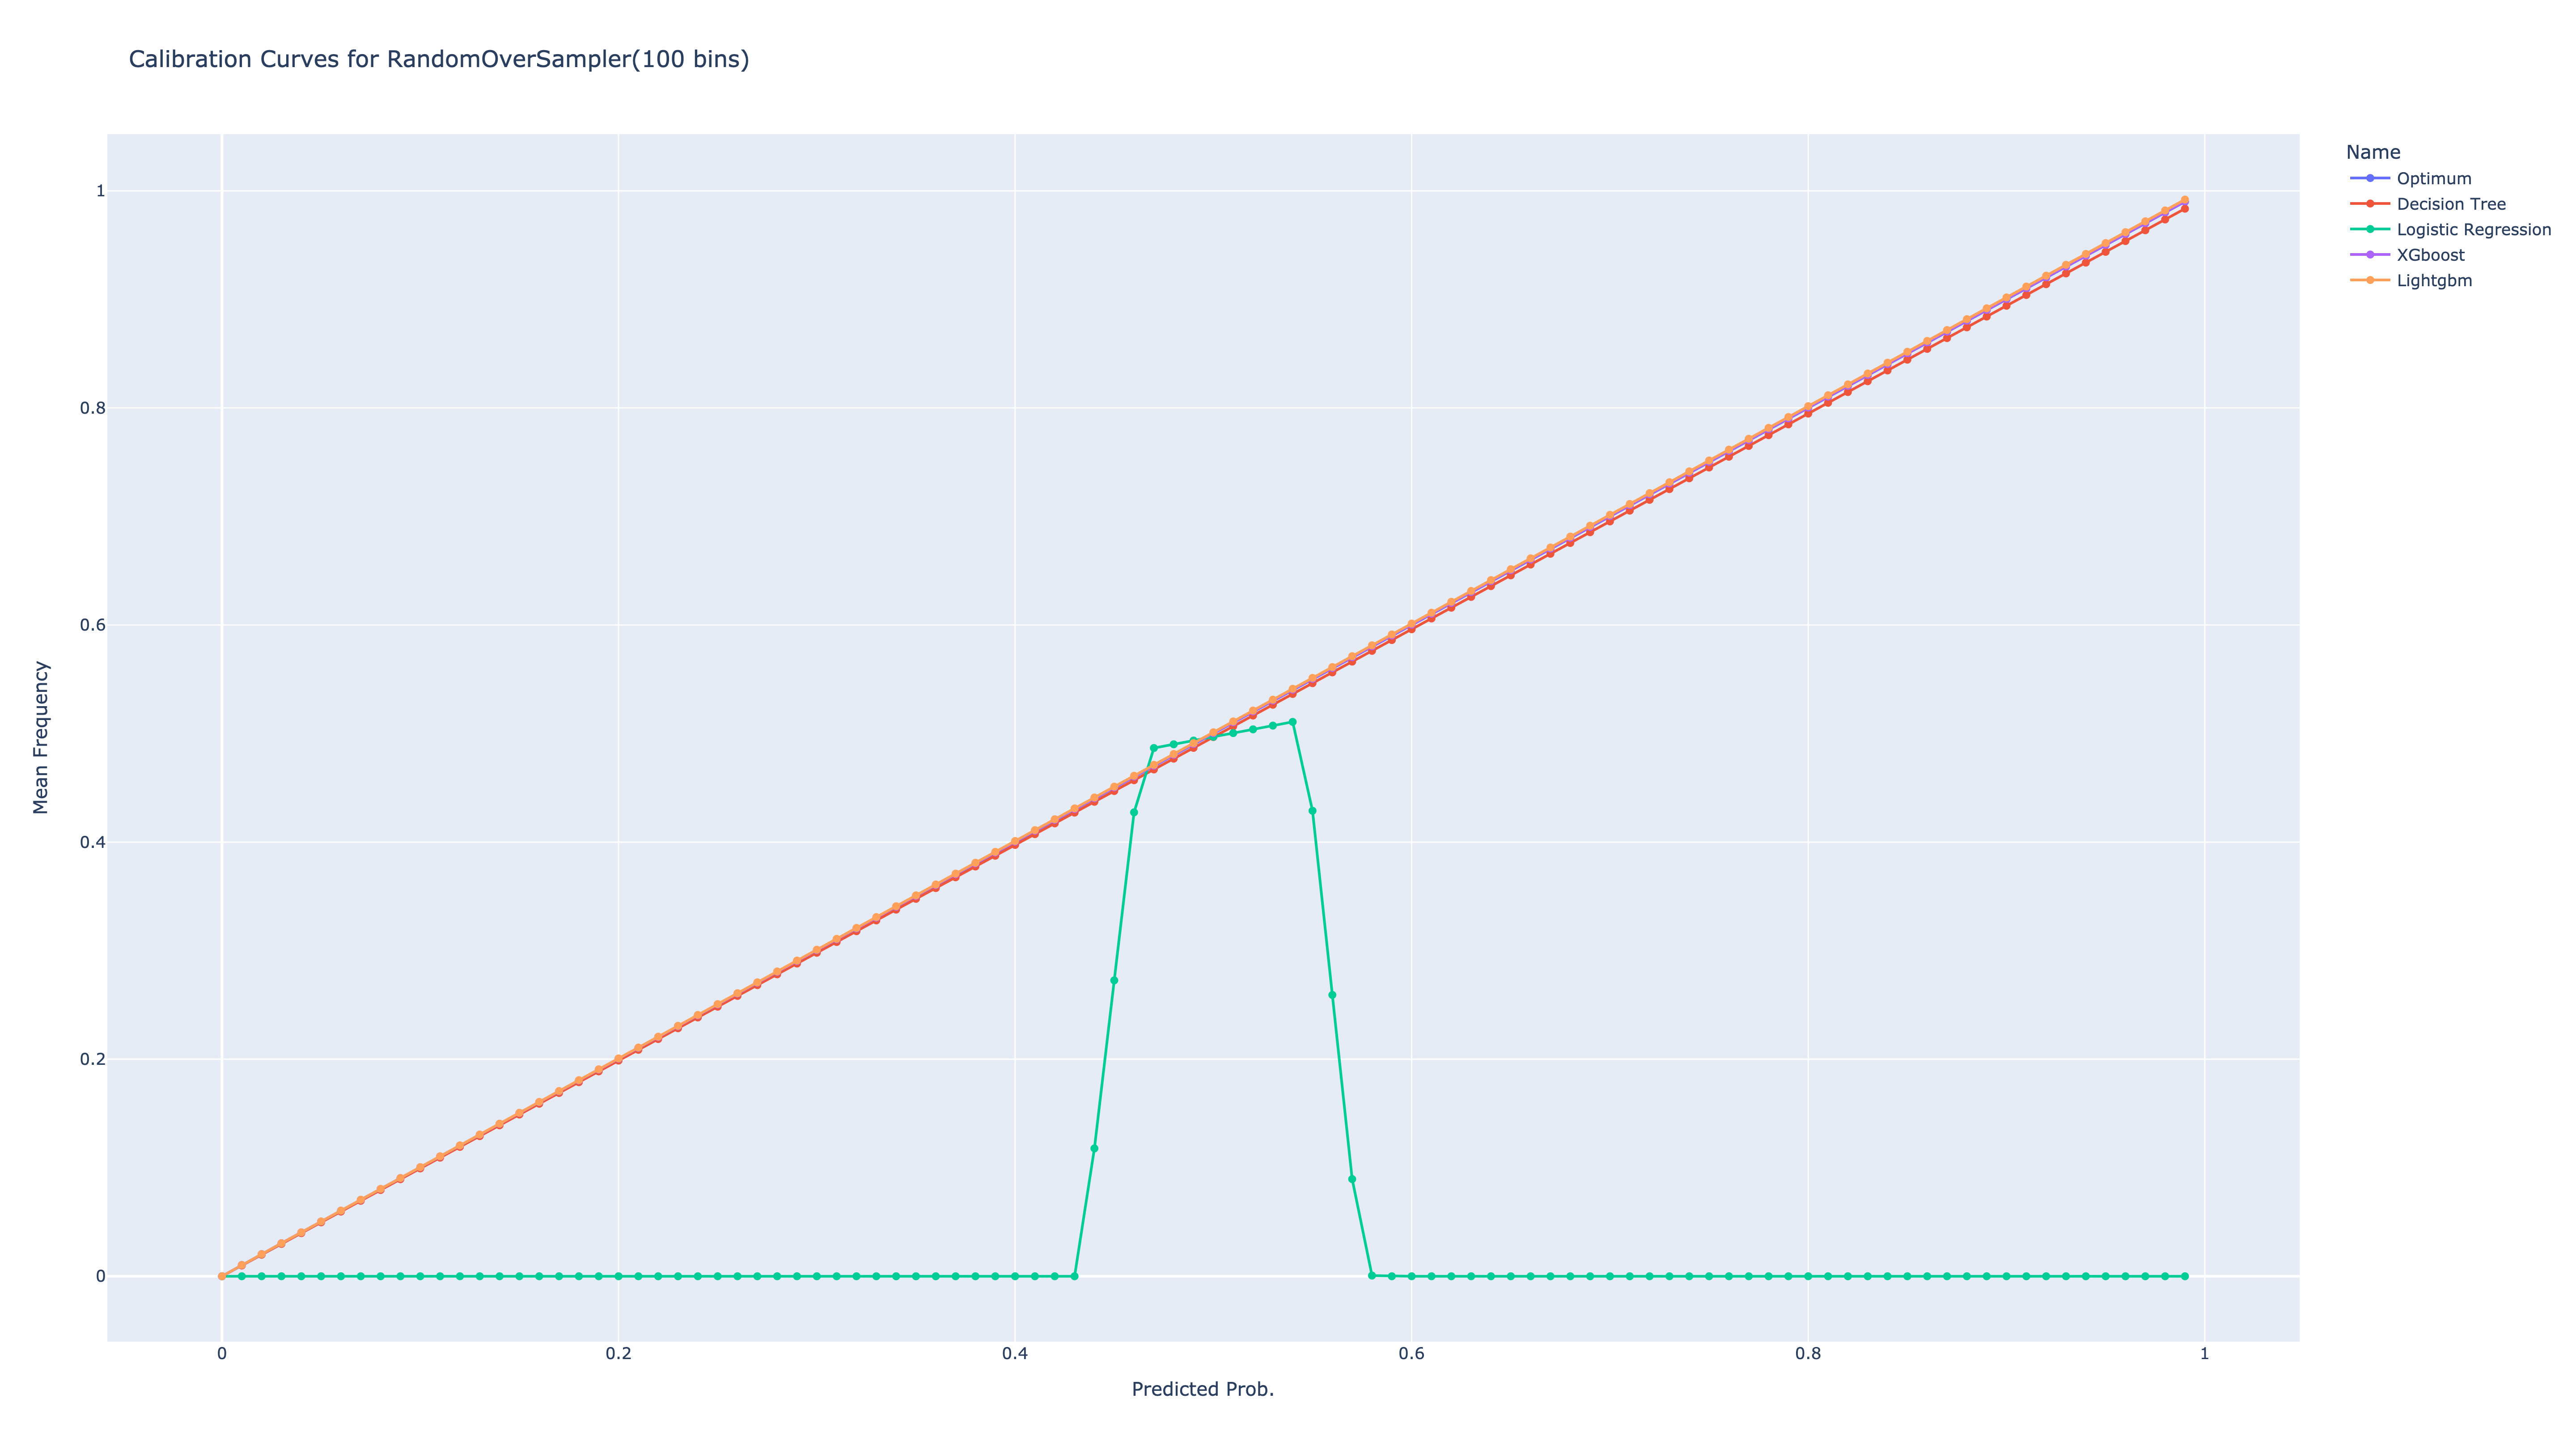 Calibration Curves for RandomOverSampler(100 bins)
Name
Optimum
Decision Tree
Logistic Regression
XGboost
Lightgbm
Mean Frequency
1
0.8
0.6
0.4
0.2
0
0 0.2 0.4 0.6 0.8 1
Predicted Prob.